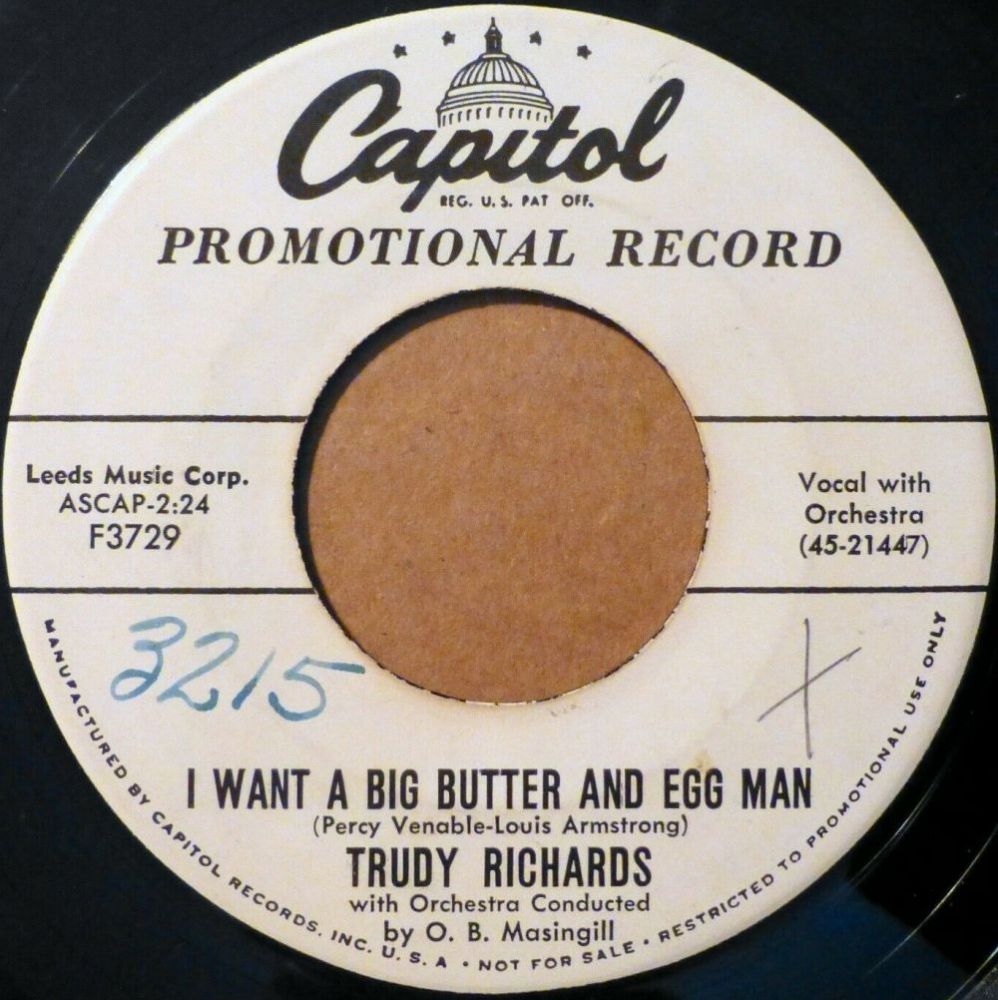 Capitol
REG. U.S. PAT OFF.
PROMOTIONAL RECORD
Leeds Music Corp.
ASCAP-2:24
F3729
Vocal with
Orchestra
(45-21447)
3215
I WANT A BIG BUTTER AND EGG MAN
(Percy Venable-Louis Armstrong)
TRUDY RICHARDS
with Orchestra Conducted
by O. B. Masingill
MANUFACTURED BY CAPITOL RECORDS, INC. U.S.A • NOT FOR SALE • RESTRICTED TO PROMOTIONAL USE ONLY